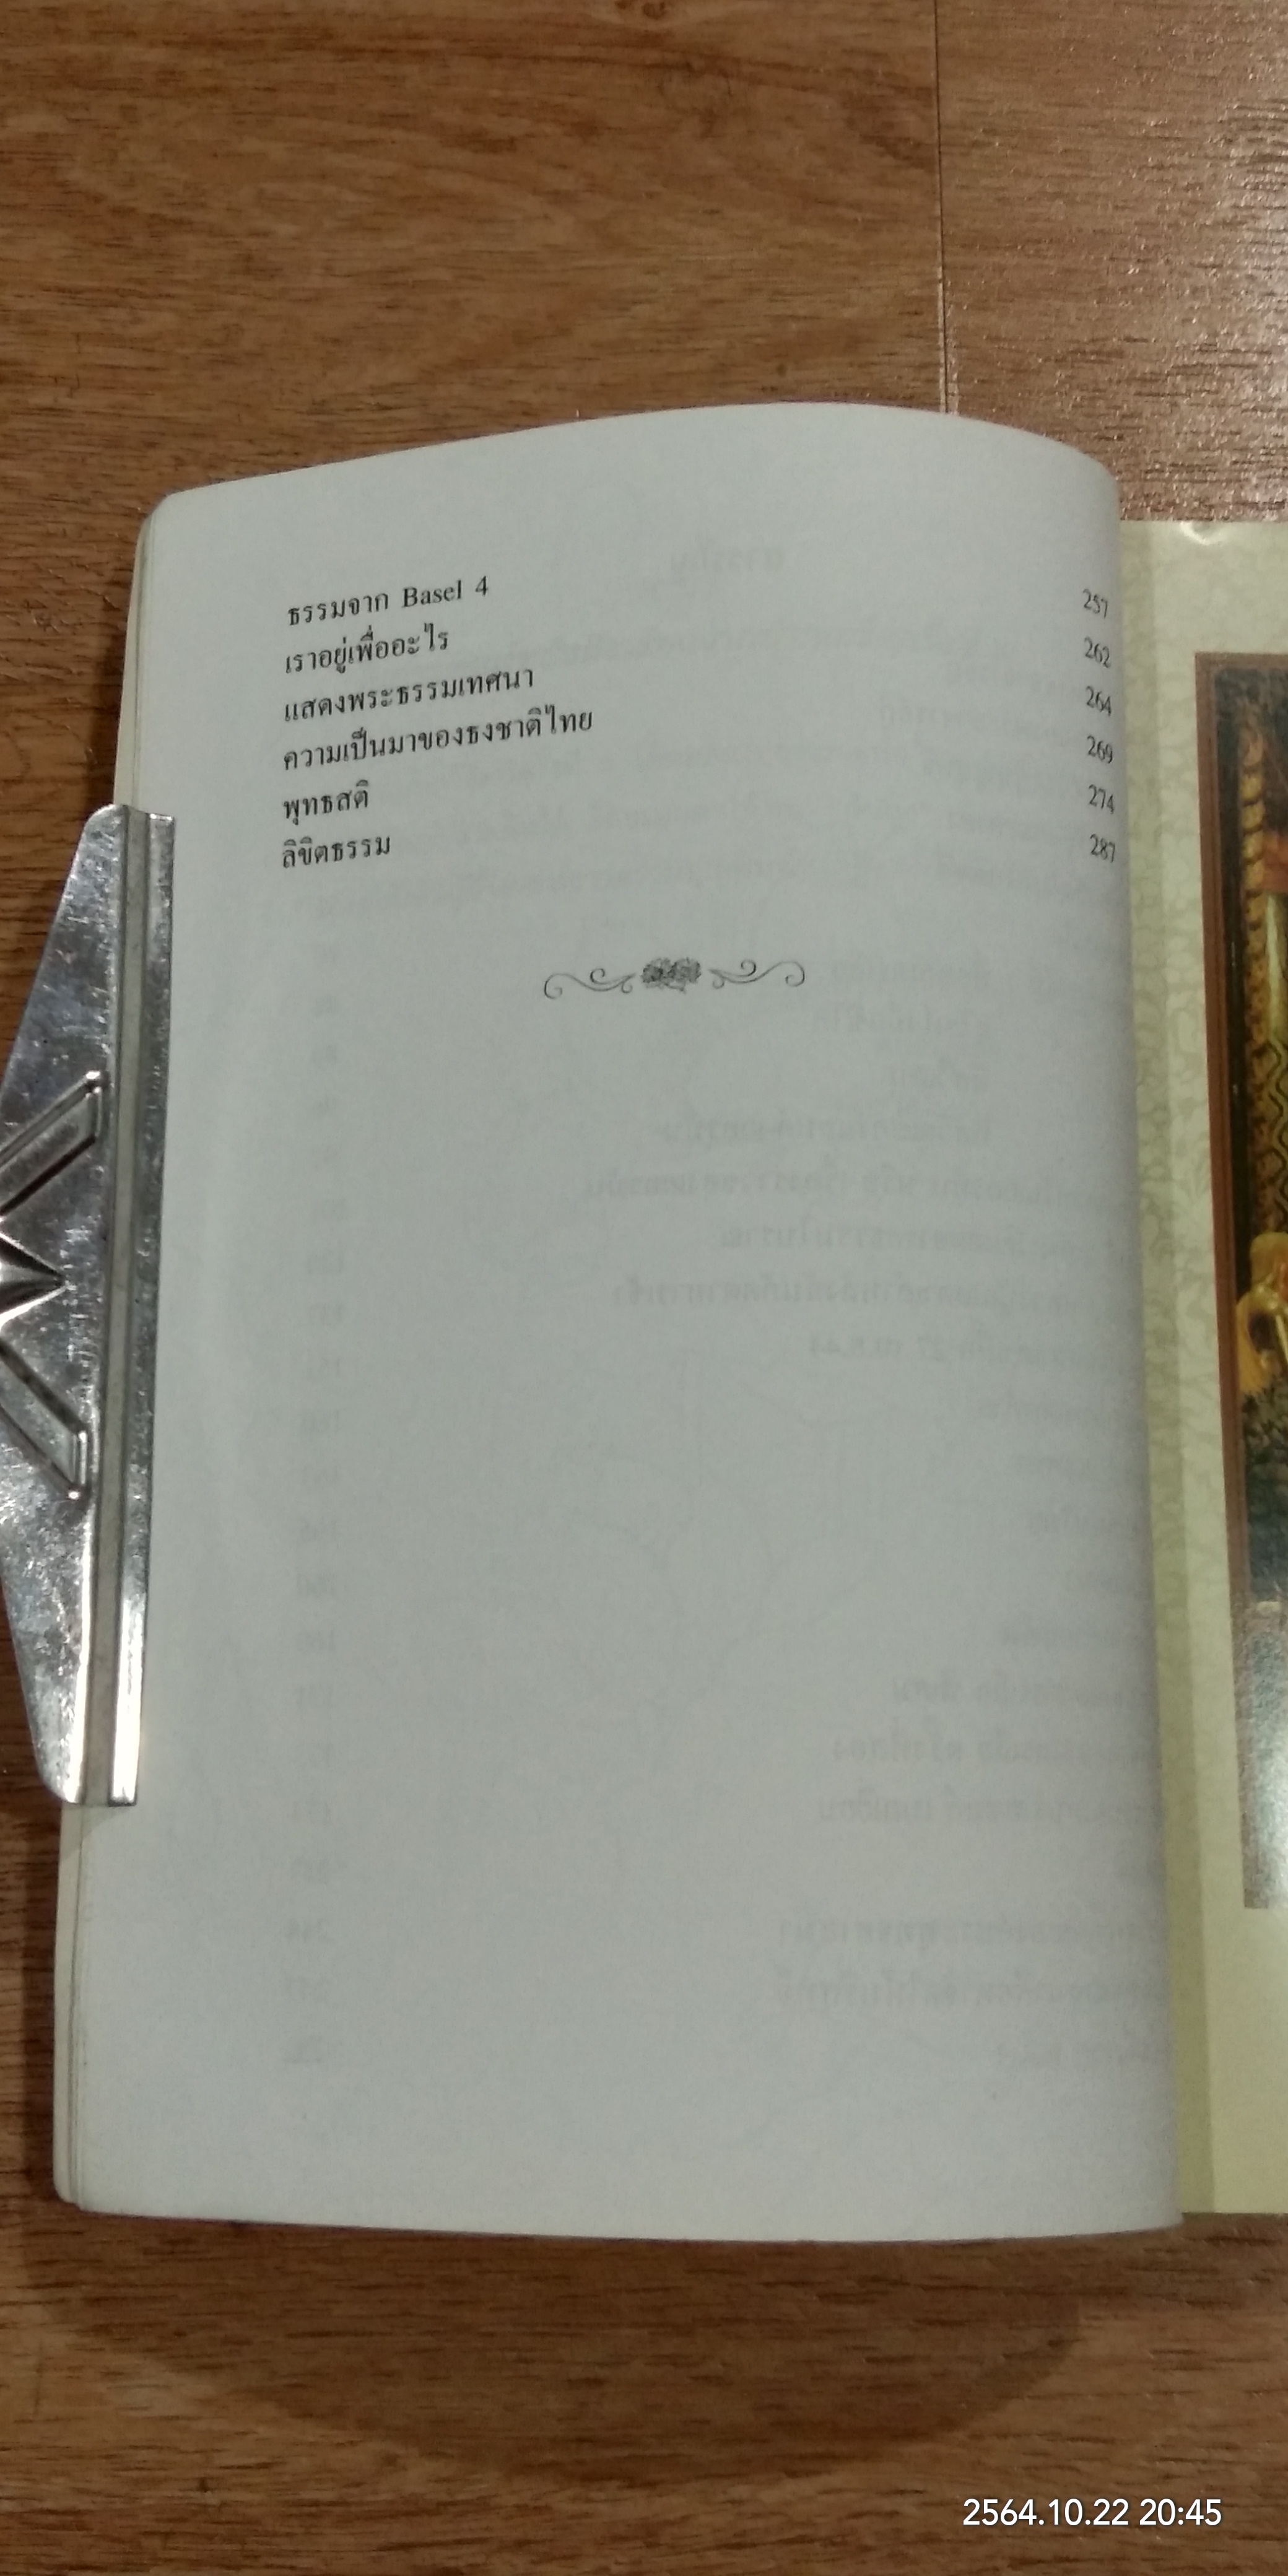 ธรรมจาก Basel 4 257
เราอยู่เพื่ออะไร 262
แสดงพระธรรมเทศนา 264
ความเป็นมาของธงชาติไทย 269
พุทธสติ 274
ลิขิตธรรม 287
2564.10.22 20:45